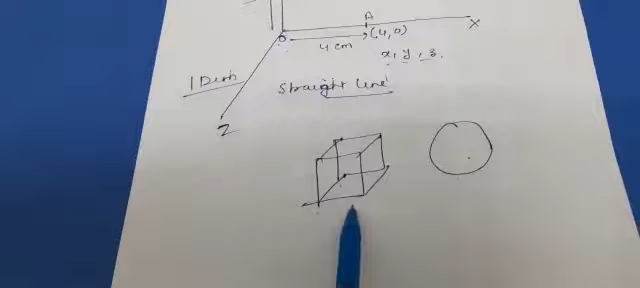 A
O
4 cm
(4,0)
X
x, y, z.
1 Dim
Straight line
Z